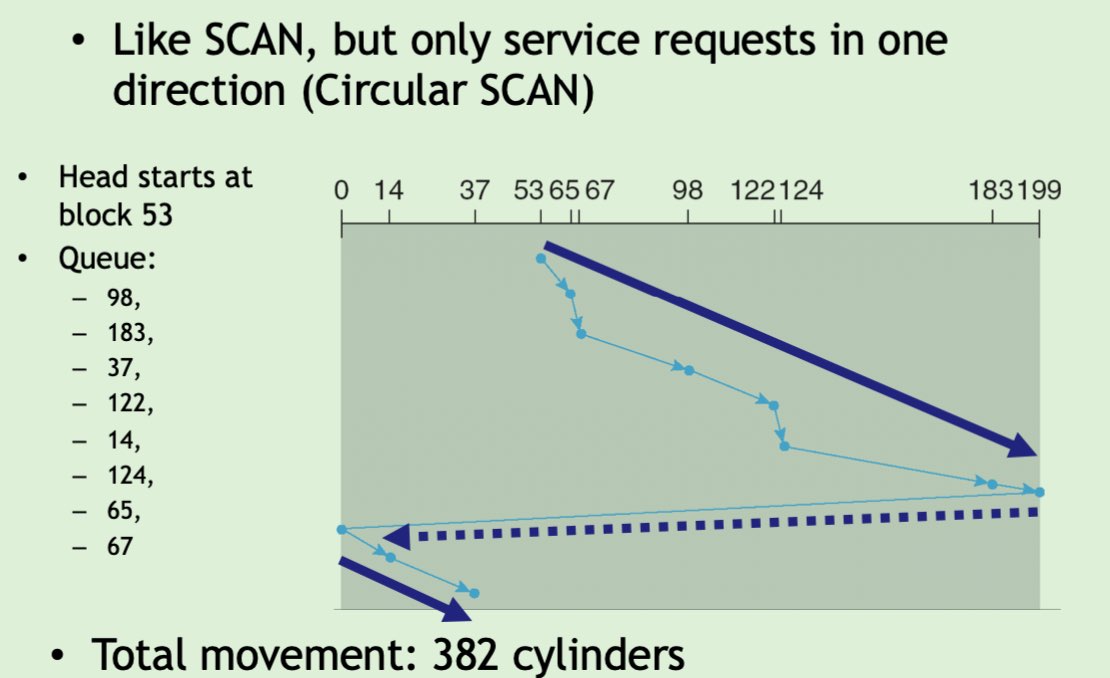 • Like SCAN, but only service requests in one
direction (Circular SCAN)
• Head starts at
block 53
• Queue:
– 98,
– 183,
– 37,
– 122,
– 14,
– 124,
– 65,
– 67
0 14 37 53 65 67 98 122 124 183 199
• Total movement: 382 cylinders